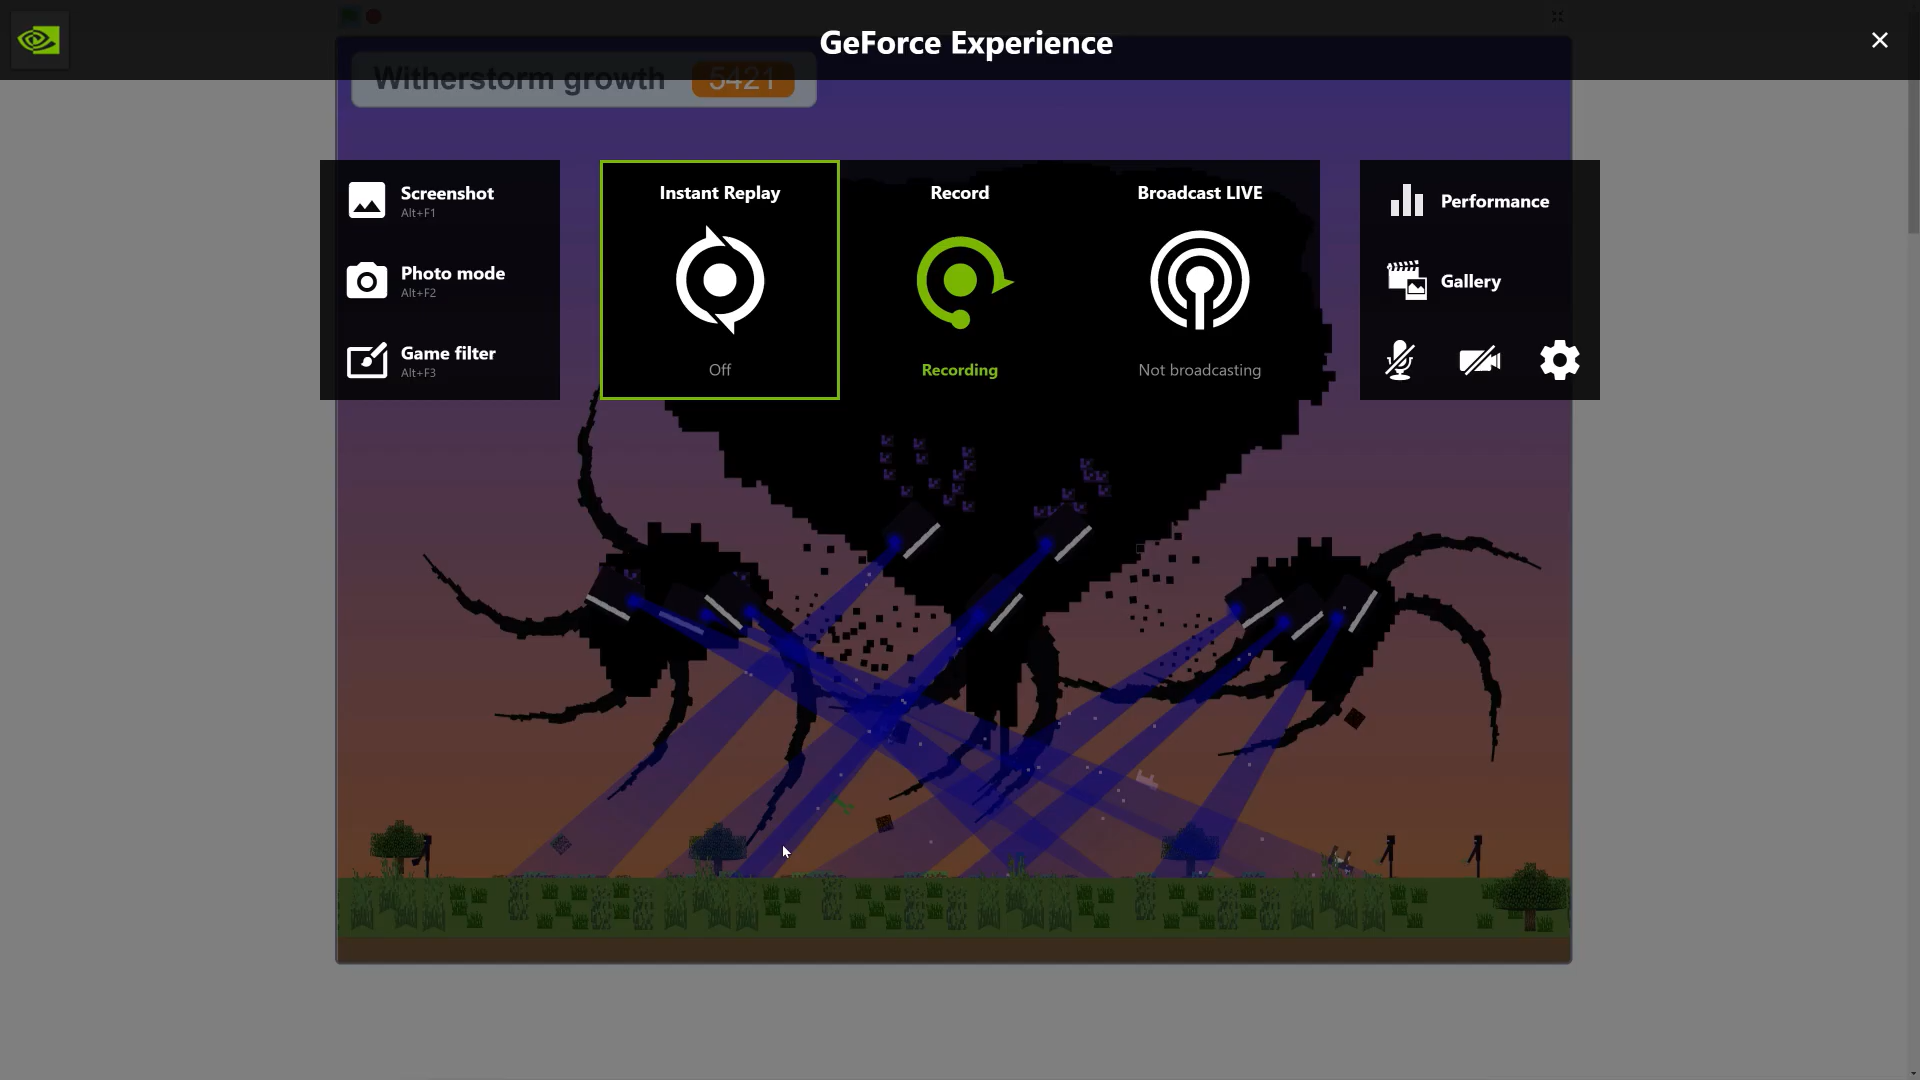 GeForce Experience
Witherstorm growth 5421
Screenshot
Alt+F1
Photo mode
Alt+F2
Game filter
Alt+F3
Instant Replay
Off
Record
Recording
Broadcast LIVE
Not broadcasting
Performance
Gallery